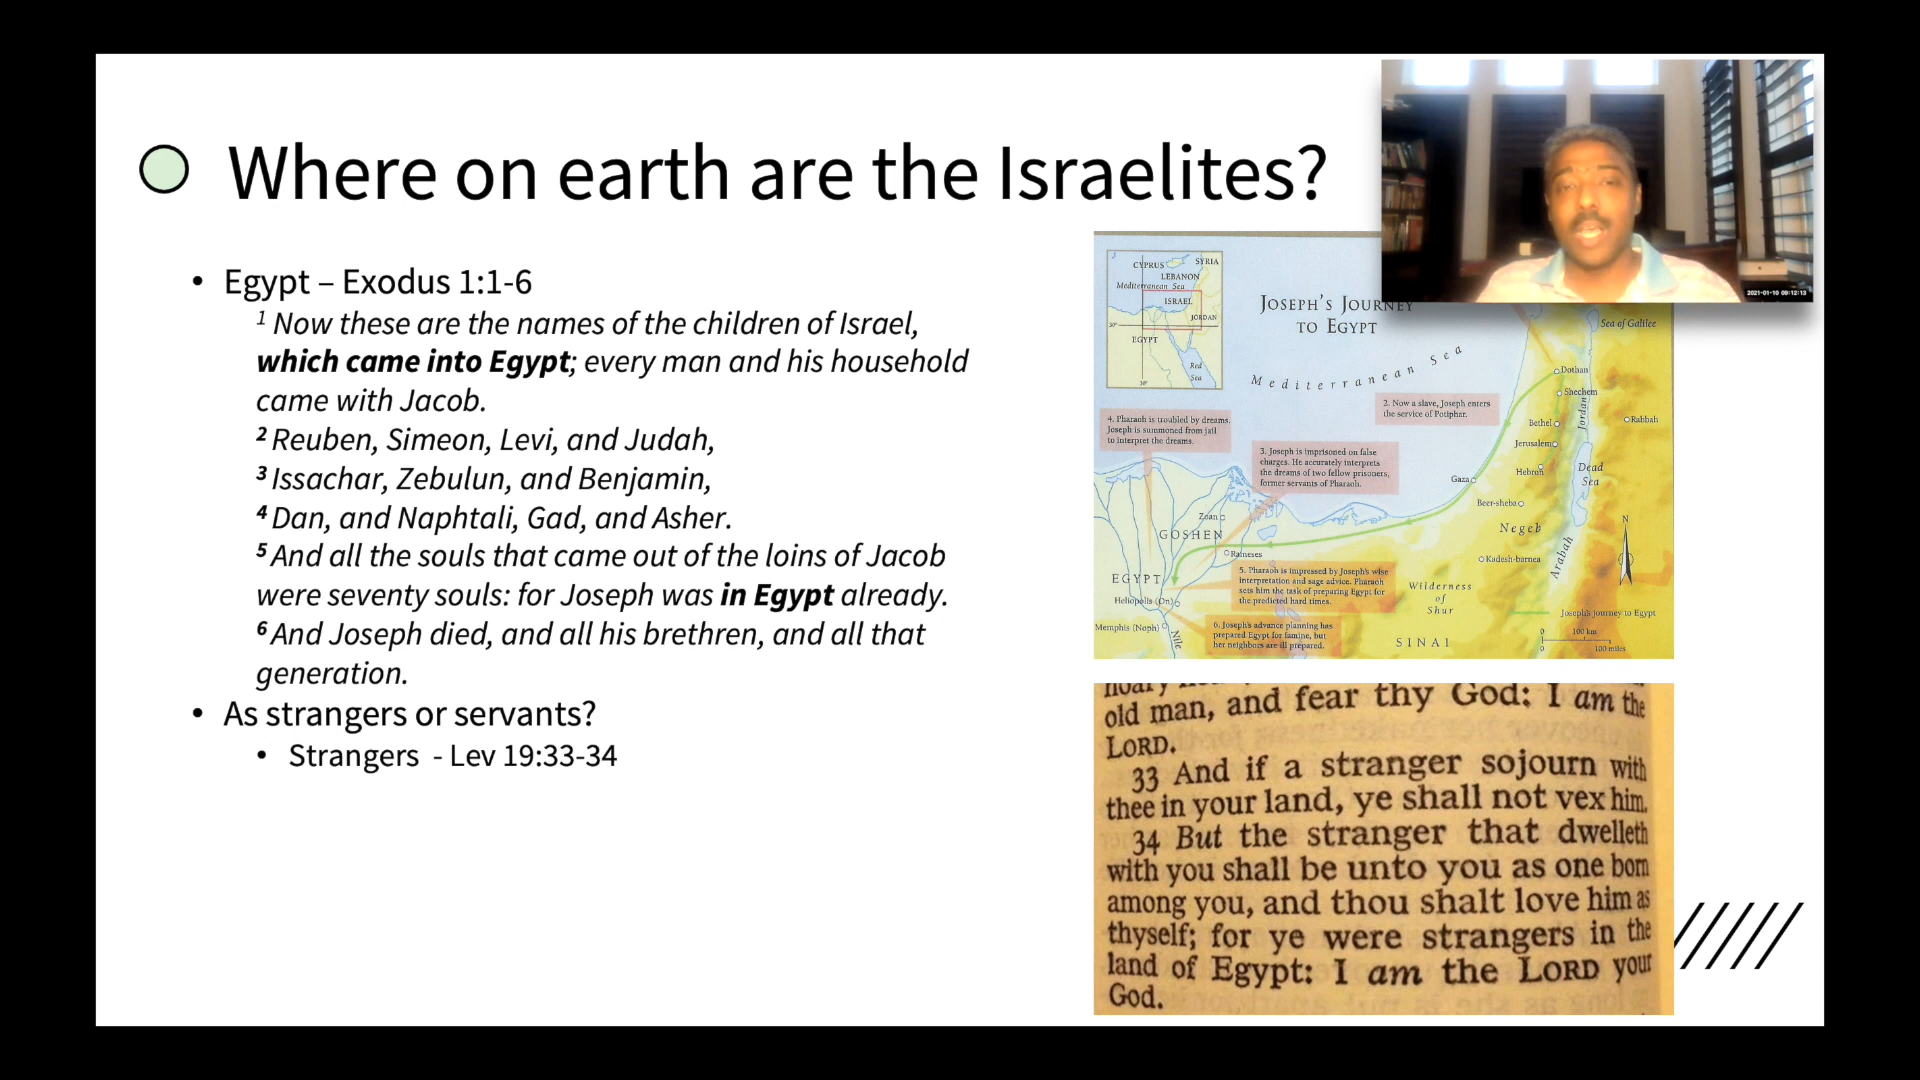 Where on earth are the Israelites?
• Egypt – Exodus 1:1-6
1 Now these are the names of the children of Israel,
which came into Egypt; every man and his household
came with Jacob.
2 Reuben, Simeon, Levi, and Judah,
3 Issachar, Zebulun, and Benjamin,
4 Dan, and Naphtali, Gad, and Asher.
5 And all the souls that came out of the loins of Jacob
were seventy souls: for Joseph was in Egypt already.
6 And Joseph died, and all his brethren, and all that
generation.
• As strangers or servants?
• Strangers - Lev 19:33-34
2021-01-10 09:12:13
CYPRUS
SYRIA
LEBANON
Mediterranean Sea
ISRAEL
JORDAN
30°
EGYPT
Red
Sea
30°
JOSEPH'S JOURNEY
TO EGYPT
Mediterranean Sea
Sea of Galilee
Dothan
Shechem
Jordan
Bethel
Rabbah
Jerusalem
Hebron
Dead
Sea
Gaza
Beer-sheba
Negeb
Kadesh-barnea
Arabah
N
2. Now a slave, Joseph enters
the service of Potiphar.
4. Pharaoh is troubled by dreams.
Joseph is summoned from jail
to interpret the dreams.
3. Joseph is imprisoned on false
charges. He accurately interprets
the dreams of two fellow prisoners,
former servants of Pharaoh.
Zoan
GOSHEN
Rameses
EGYPT
Heliopolis (On)
Memphis (Noph)
Nile
5. Pharaoh is impressed by Joseph's wise
interpretation and sage advice. Pharaoh
sets him the task of preparing Egypt for
the predicted hard times.
6. Joseph's advance planning has
prepared Egypt for famine, but
her neighbors are ill prepared.
Wilderness
of
Shur
SINAI
Joseph's journey to Egypt
0 100 km
0 100 miles
old man, and fear thy God: I am the
LORD.
33 And if a stranger sojourn with
thee in your land, ye shall not vex him.
34 But the stranger that dwelleth
with you shall be unto you as one born
among you, and thou shalt love him as
thyself; for ye were strangers in the
land of Egypt: I am the LORD your
God.